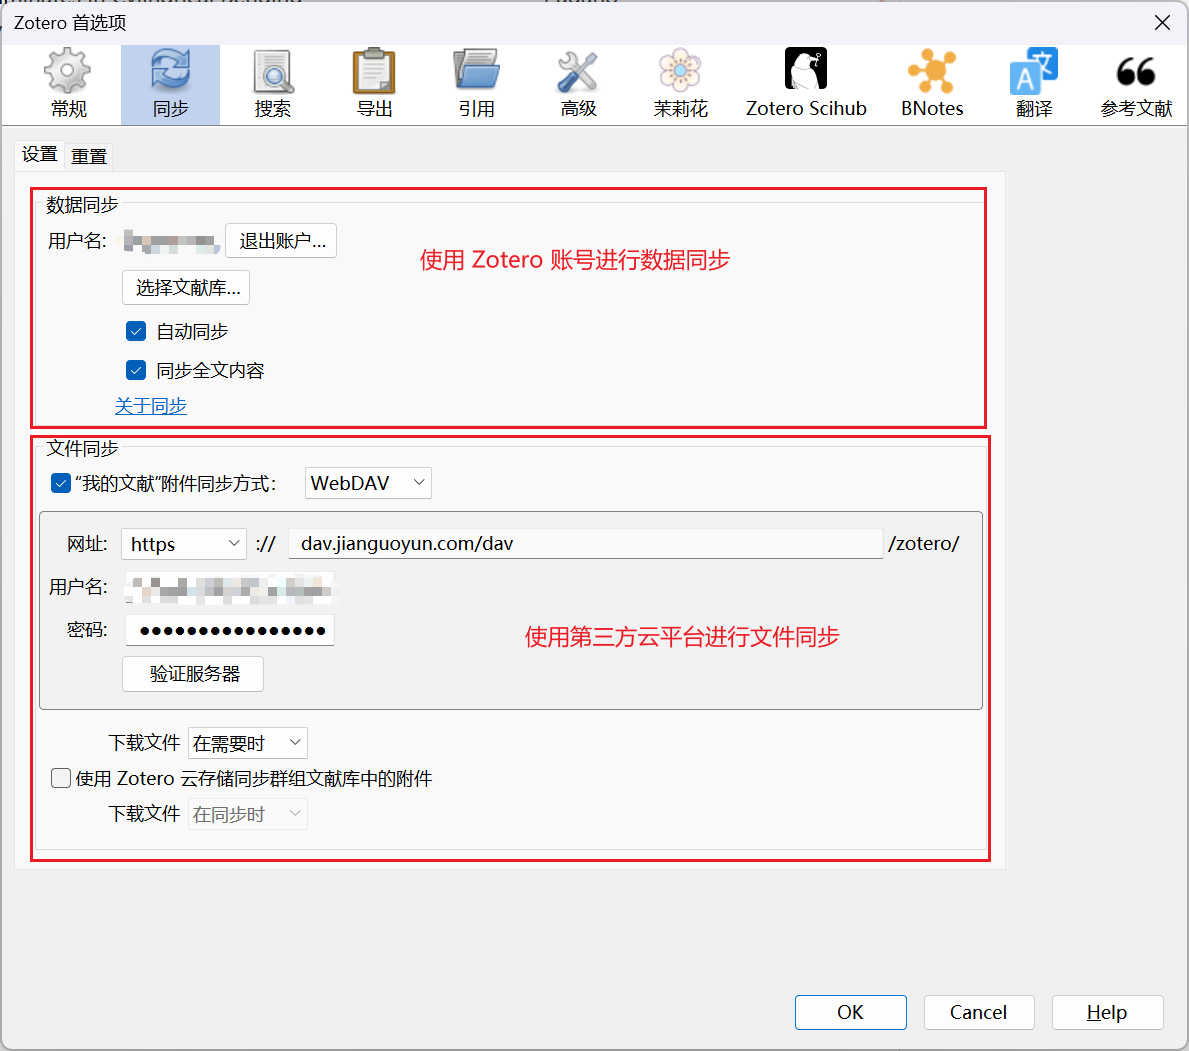 Zotero 首选项
常规 同步 搜索 导出 引用 高级 茉莉花 Zotero Scihub BNotes 翻译 参考文献
设置 重置
数据同步
用户名: 退出账户...
使用 Zotero 账号进行数据同步
选择文献库...
自动同步
同步全文内容
关于同步
文件同步
“我的文献”附件同步方式: WebDAV
网址: https :// dav.jianguoyun.com/dav /zotero/
用户名:
密码: ●●●●●●●●●●●●●●●●
使用第三方云平台进行文件同步
验证服务器
下载文件 在需要时
使用 Zotero 云存储同步群组文献库中的附件
下载文件 在同步时
OK Cancel Help